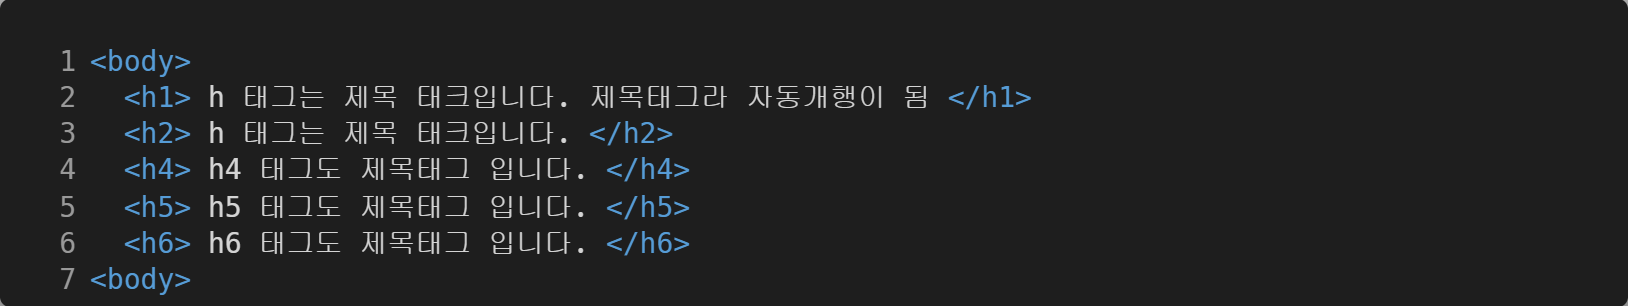 1 <body>
2 <h1> h 태그는 제목 태크입니다. 제목태그라 자동개행이 됨 </h1>
3 <h2> h 태그는 제목 태크입니다. </h2>
4 <h4> h4 태그도 제목태그 입니다. </h4>
5 <h5> h5 태그도 제목태그 입니다. </h5>
6 <h6> h6 태그도 제목태그 입니다. </h6>
7 <body>